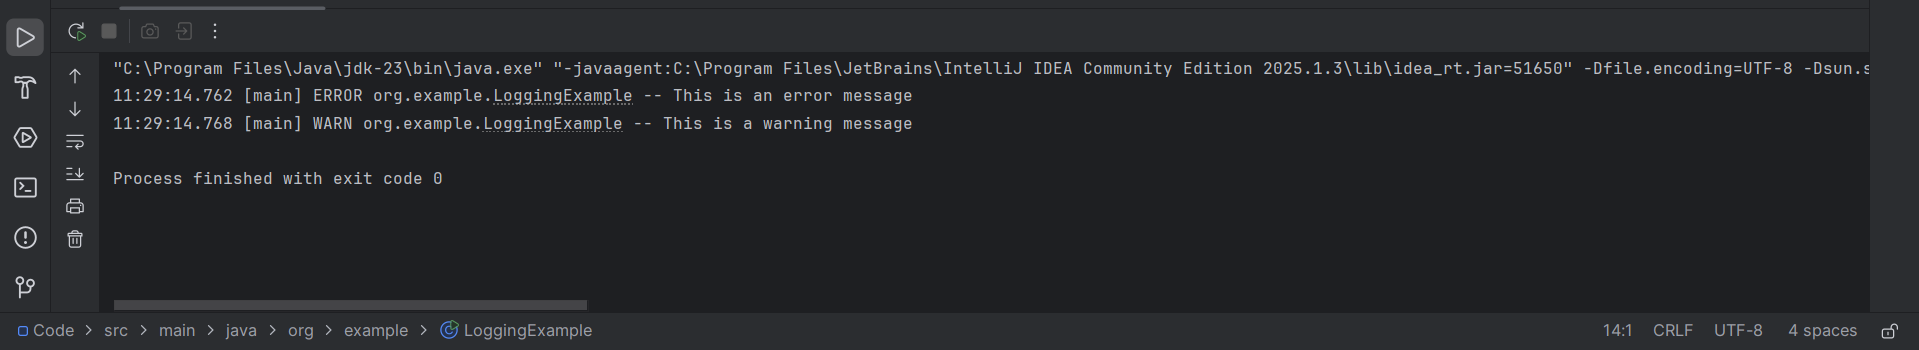 "C:\Program Files\Java\jdk-23\bin\java.exe" "-javaagent:C:\Program Files\JetBrains\IntelliJ IDEA Community Edition 2025.1.3\lib\idea_rt.jar=51650" -Dfile.encoding=UTF-8 -Dsun.s
11:29:14.762 [main] ERROR org.example.LoggingExample -- This is an error message
11:29:14.768 [main] WARN org.example.LoggingExample -- This is a warning message
Process finished with exit code 0
Code > src > main > java > org > example > LoggingExample 14:1 CRLF UTF-8 4 spaces